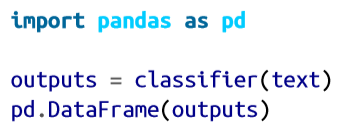 import pandas as pd
outputs = classifier(text)
pd.DataFrame(outputs)